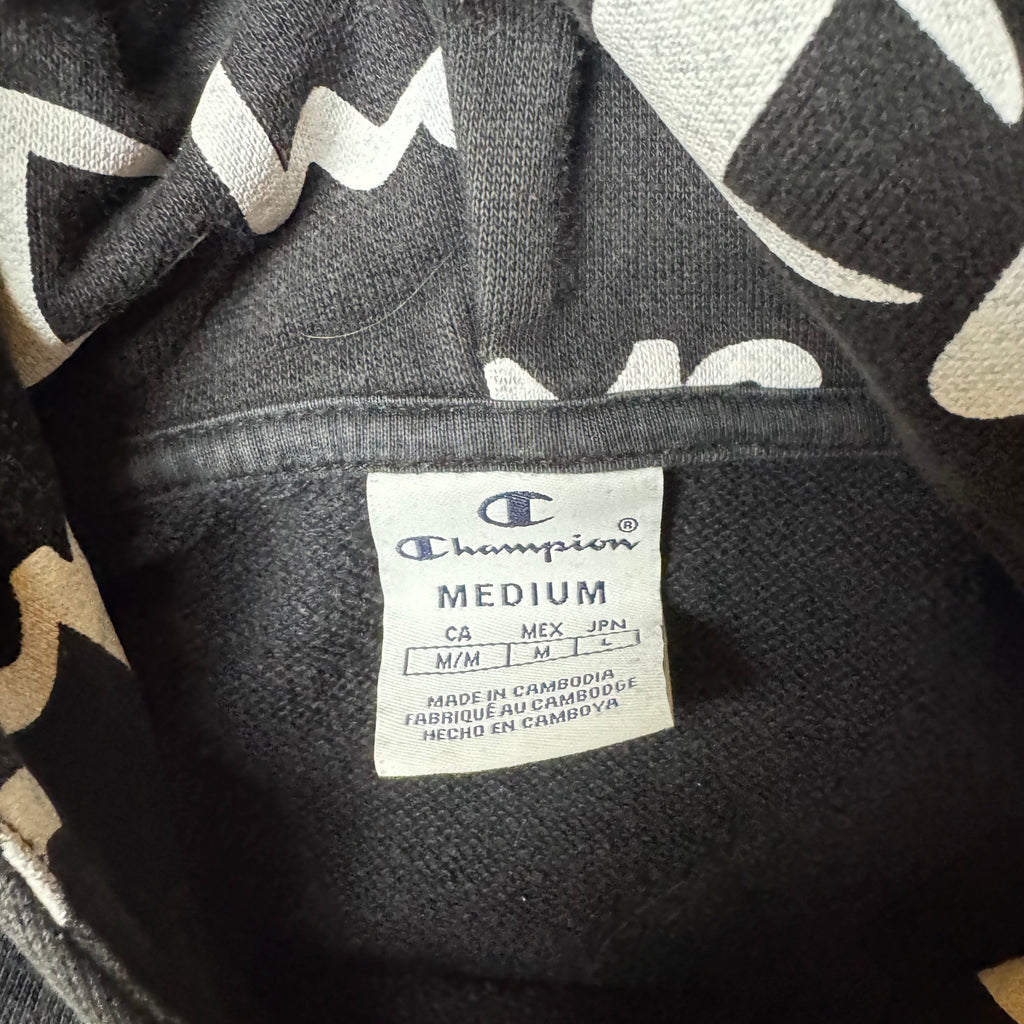 Champion®
MEDIUM
CA MEX JPN
M/M M L
MADE IN CAMBODIA
FABRIQUÉ AU CAMBODGE
HECHO EN CAMBOYA